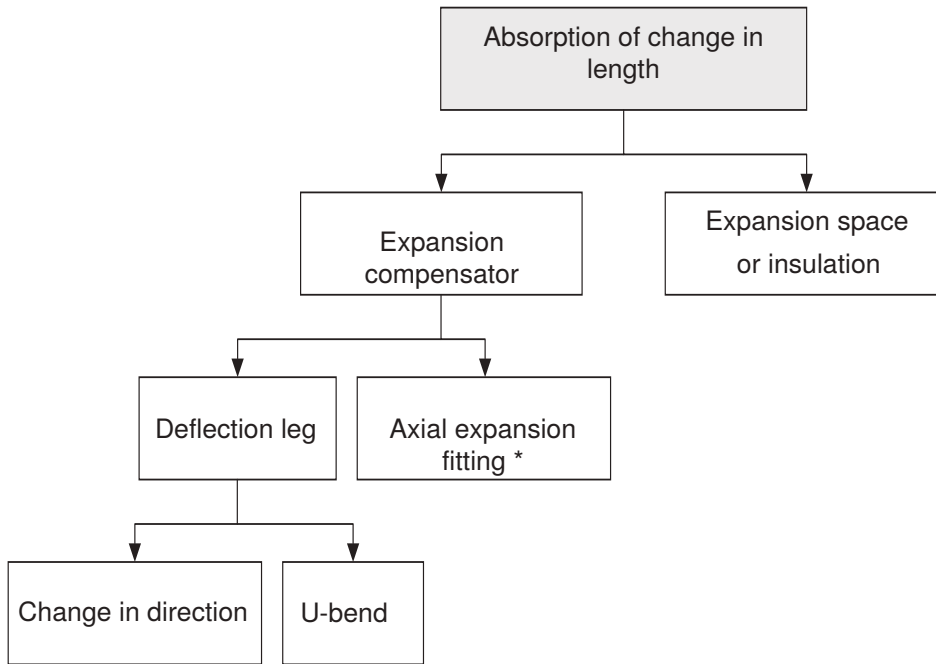 Absorption of change in
length
Expansion
compensator
Expansion space
or insulation
Deflection leg
Axial expansion
fitting *
Change in direction
U-bend